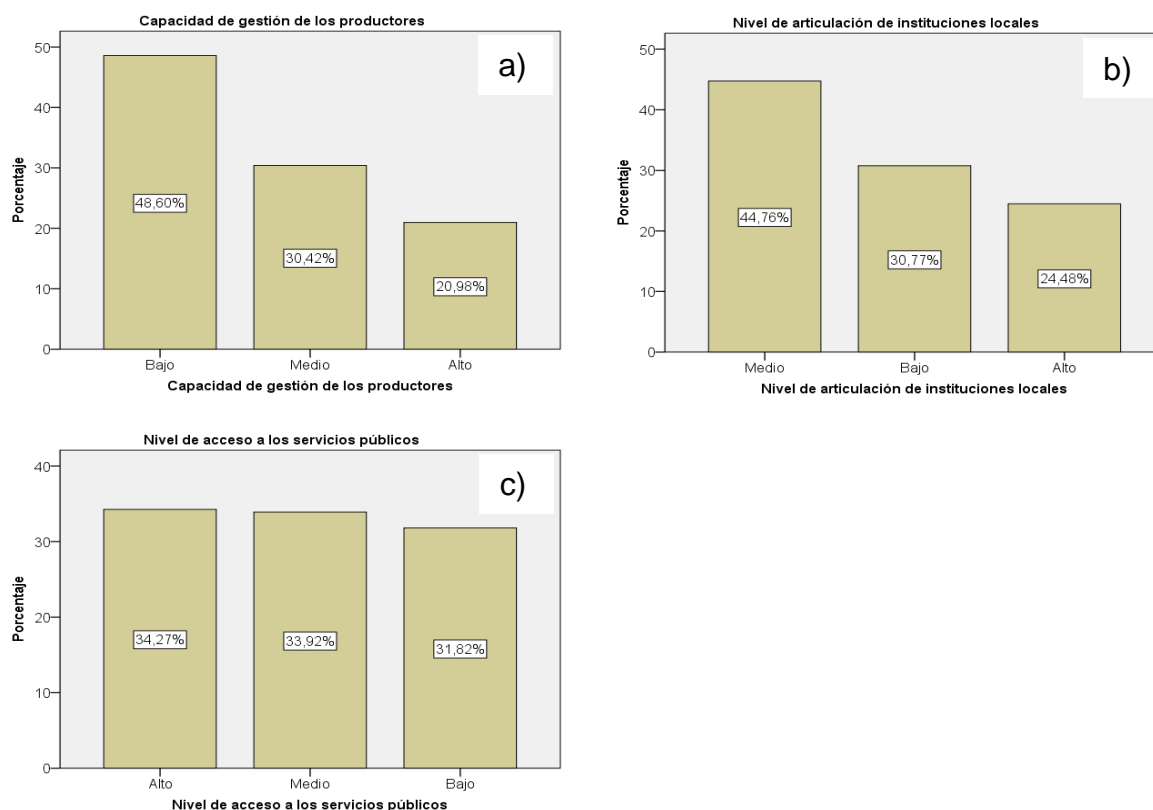 Capacidad de gestión de los productores
a)
Porcentaje
50
40
30
20
10
0
48,60%
30,42%
20,98%
Bajo
Medio
Alto
Capacidad de gestión de los productores
Nivel de articulación de instituciones locales
b)
Porcentaje
50
40
30
20
10
0
44,76%
30,77%
24,48%
Medio
Bajo
Alto
Nivel de articulación de instituciones locales
Nivel de acceso a los servicios públicos
c)
Porcentaje
40
30
20
10
0
34,27%
33,92%
31,82%
Alto
Medio
Bajo
Nivel de acceso a los servicios públicos